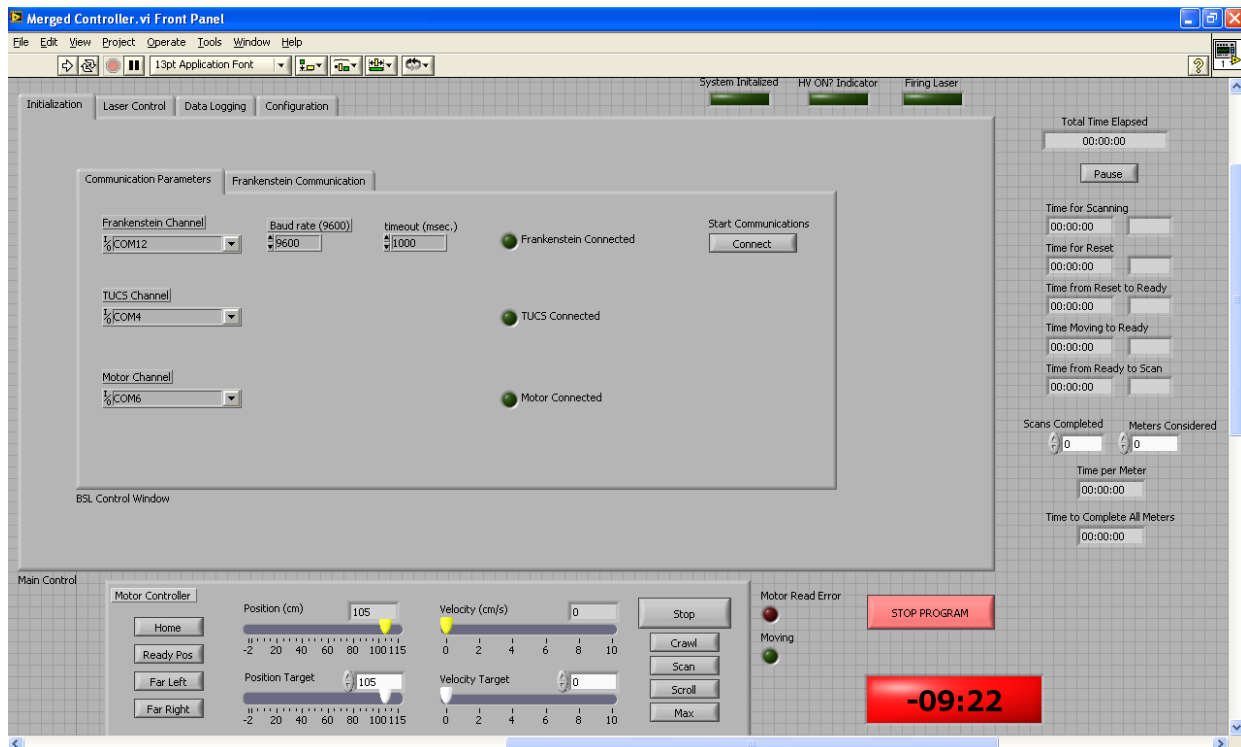 Merged Controller.vi Front Panel
File Edit View Project Operate Tools Window Help
13pt Application Font
1
System Initalized HV ON? Indicator Firing Laser
Initialization Laser Control Data Logging Configuration
Communication Parameters Frankenstein Communication
Frankenstein Channel Baud rate (9600) timeout (msec.) Start Communications
COM12 9600 1000 Frankenstein Connected Connect
TUCS Channel
COM4 TUCS Connected
Motor Channel
COM6 Motor Connected
BSL Control Window
Total Time Elapsed
00:00:00
Pause
Time for Scanning
00:00:00
Time for Reset
00:00:00
Time from Reset to Ready
00:00:00
Time Moving to Ready
00:00:00
Time from Ready to Scan
00:00:00
Scans Completed Meters Considered
0 0
Time per Meter
00:00:00
Time to Complete All Meters
00:00:00
Main Control
Motor Controller
Home
Ready Pos
Far Left
Far Right
Position (cm) 105
-2 20 40 60 80 100 115
Position Target 105
-2 20 40 60 80 100 115
Velocity (cm/s) 0
0 2 4 6 8 10
Velocity Target 0
0 2 4 6 8 10
Stop
Crawl
Scan
Scroll
Max
Motor Read Error
Moving
STOP PROGRAM
-09:22